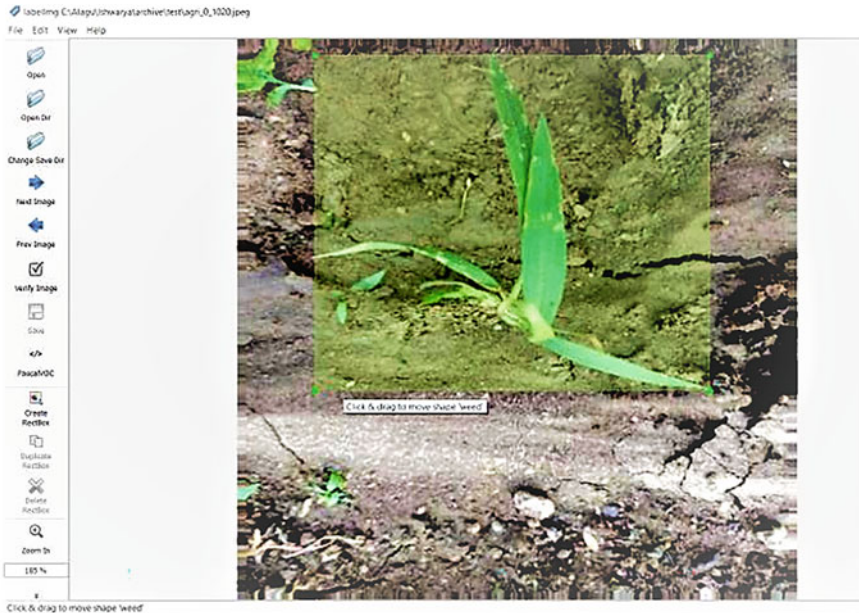 labelImg C:\Alagu\Ishwarya\archive\test\agri_0_1020.jpeg
File Edit View Help
Open
Open Dir
Change Save Dir
Next Image
Prev Image
Verify Image
Save
</>
PascalVOC
Create
RectBox
Duplicate
RectBox
Delete
RectBox
Zoom In
185 %
Click & drag to move shape 'weed'
Click & drag to move shape 'weed'